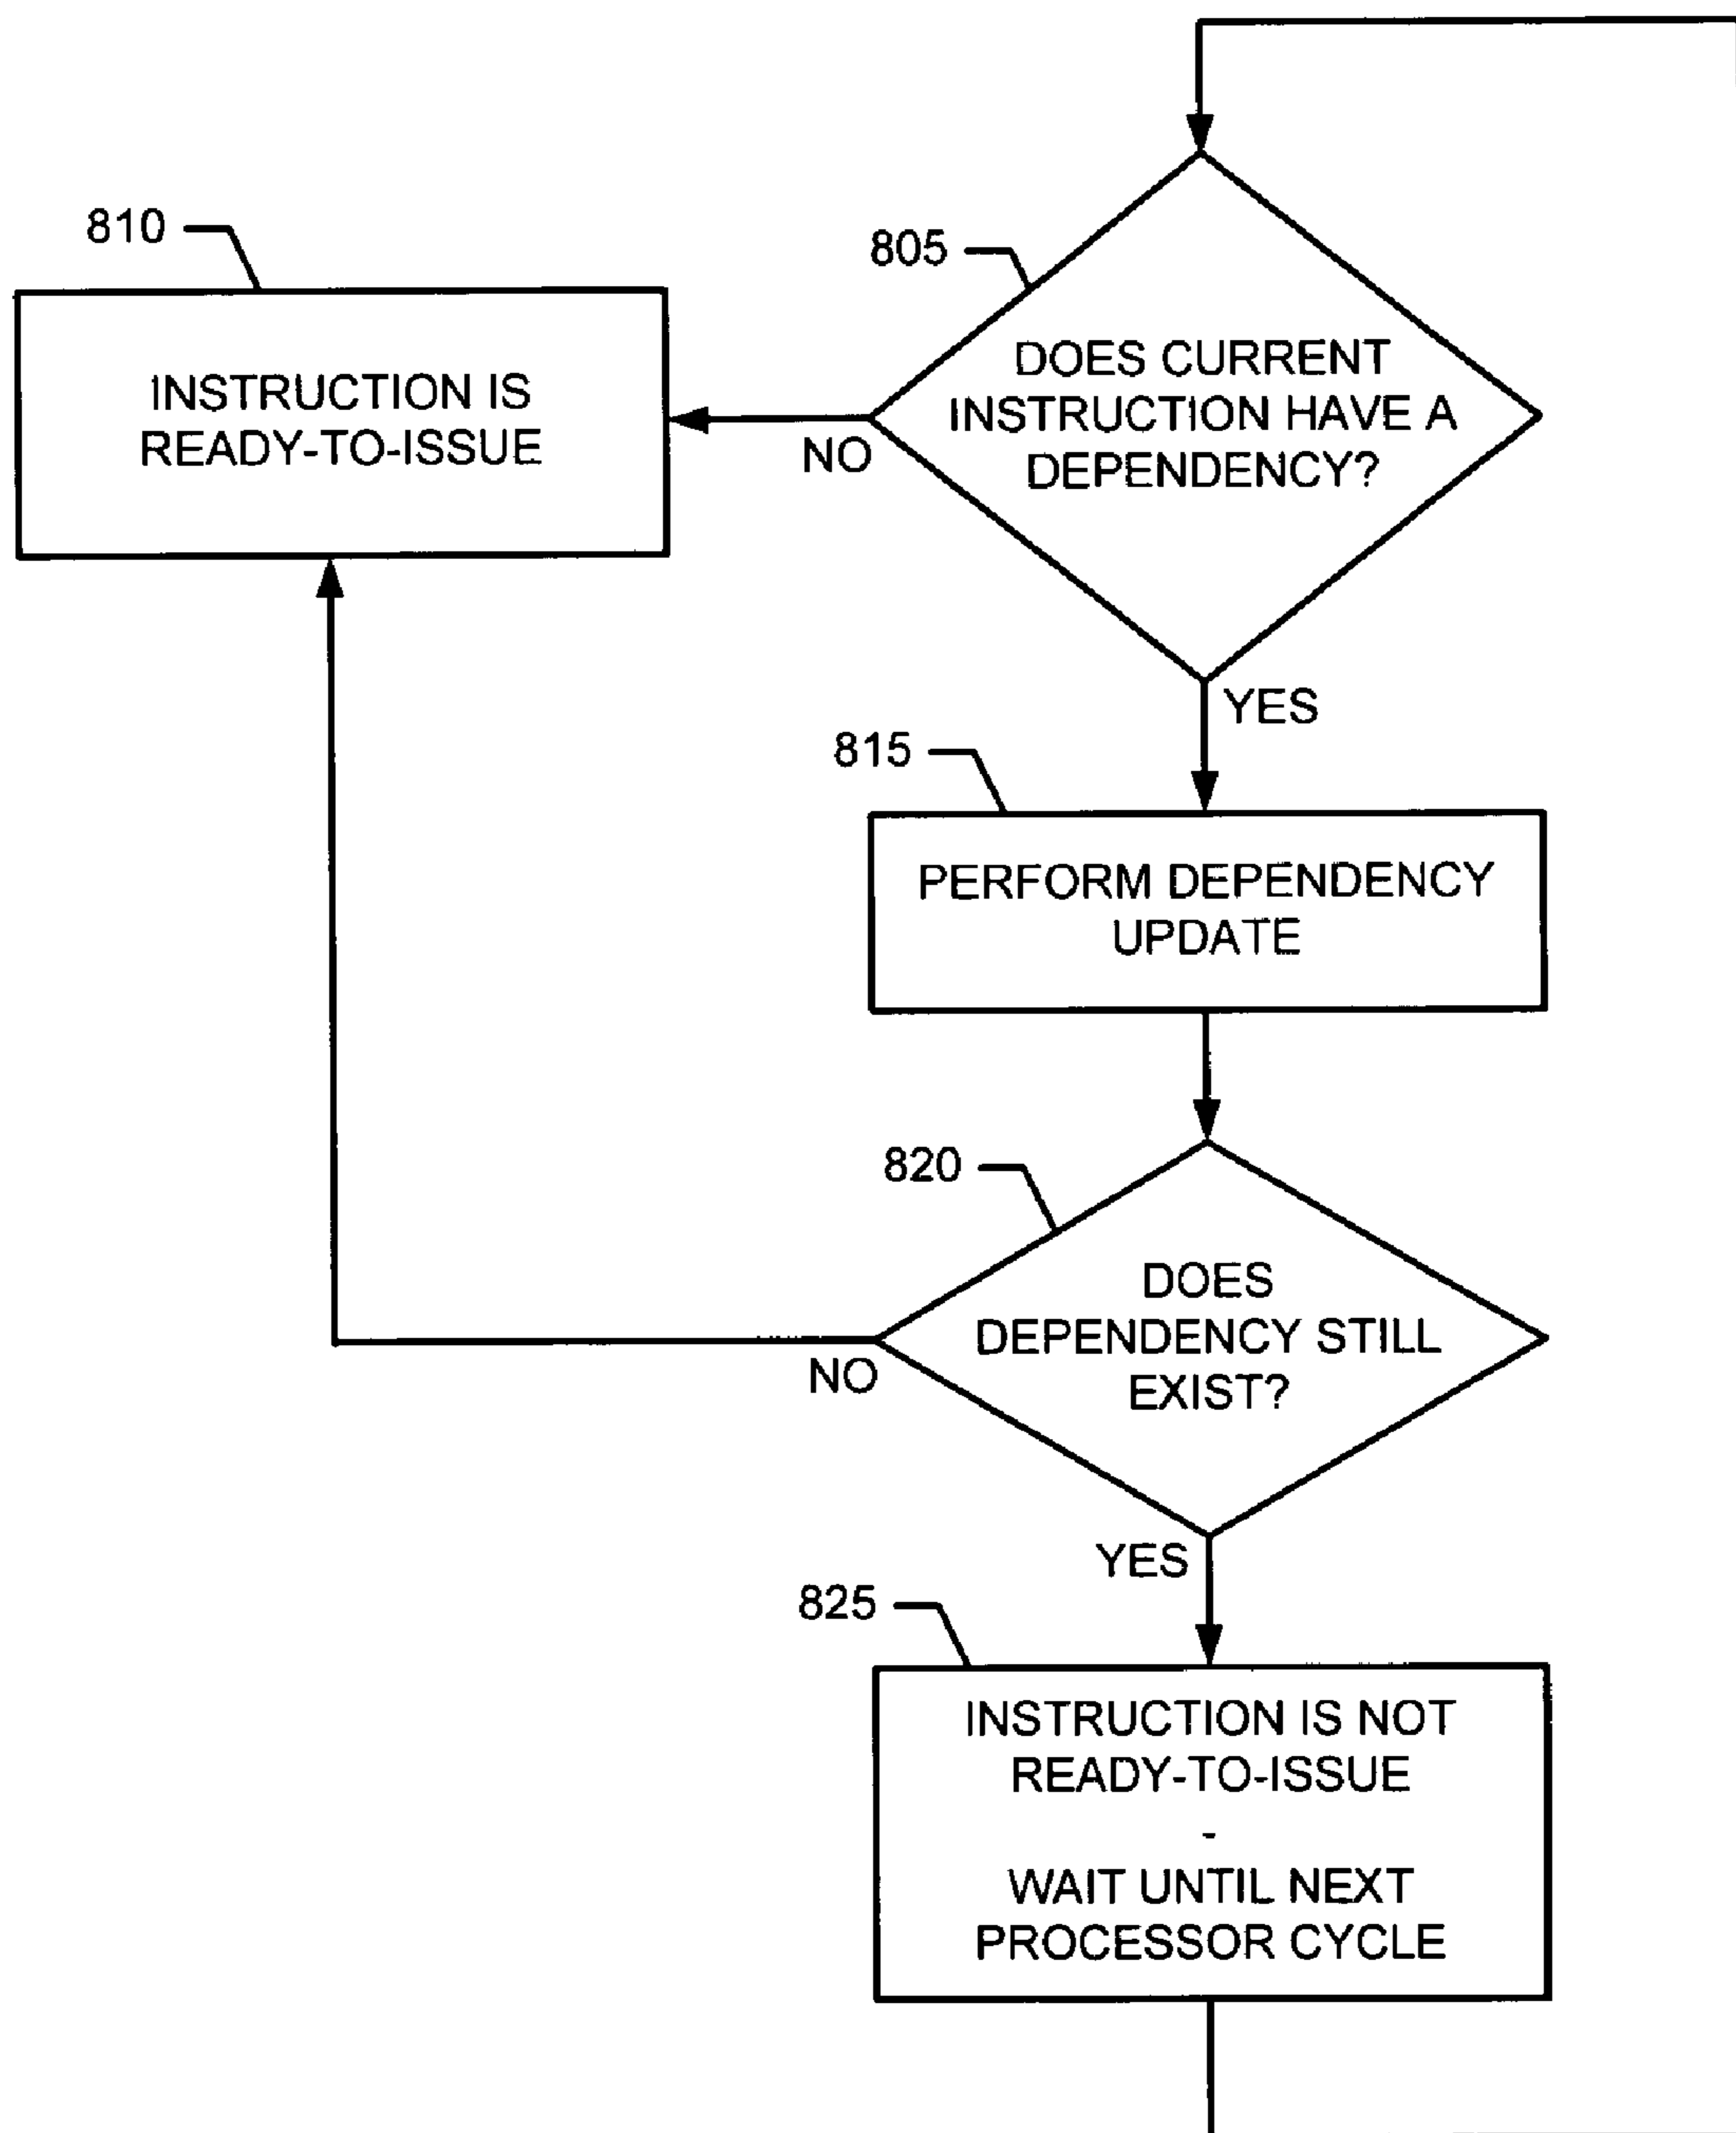 810
805
INSTRUCTION IS
READY-TO-ISSUE
DOES CURRENT
INSTRUCTION HAVE A
DEPENDENCY?
NO
YES
815
PERFORM DEPENDENCY
UPDATE
820
DOES
DEPENDENCY STILL
EXIST?
NO
YES
825
INSTRUCTION IS NOT
READY-TO-ISSUE
-
WAIT UNTIL NEXT
PROCESSOR CYCLE